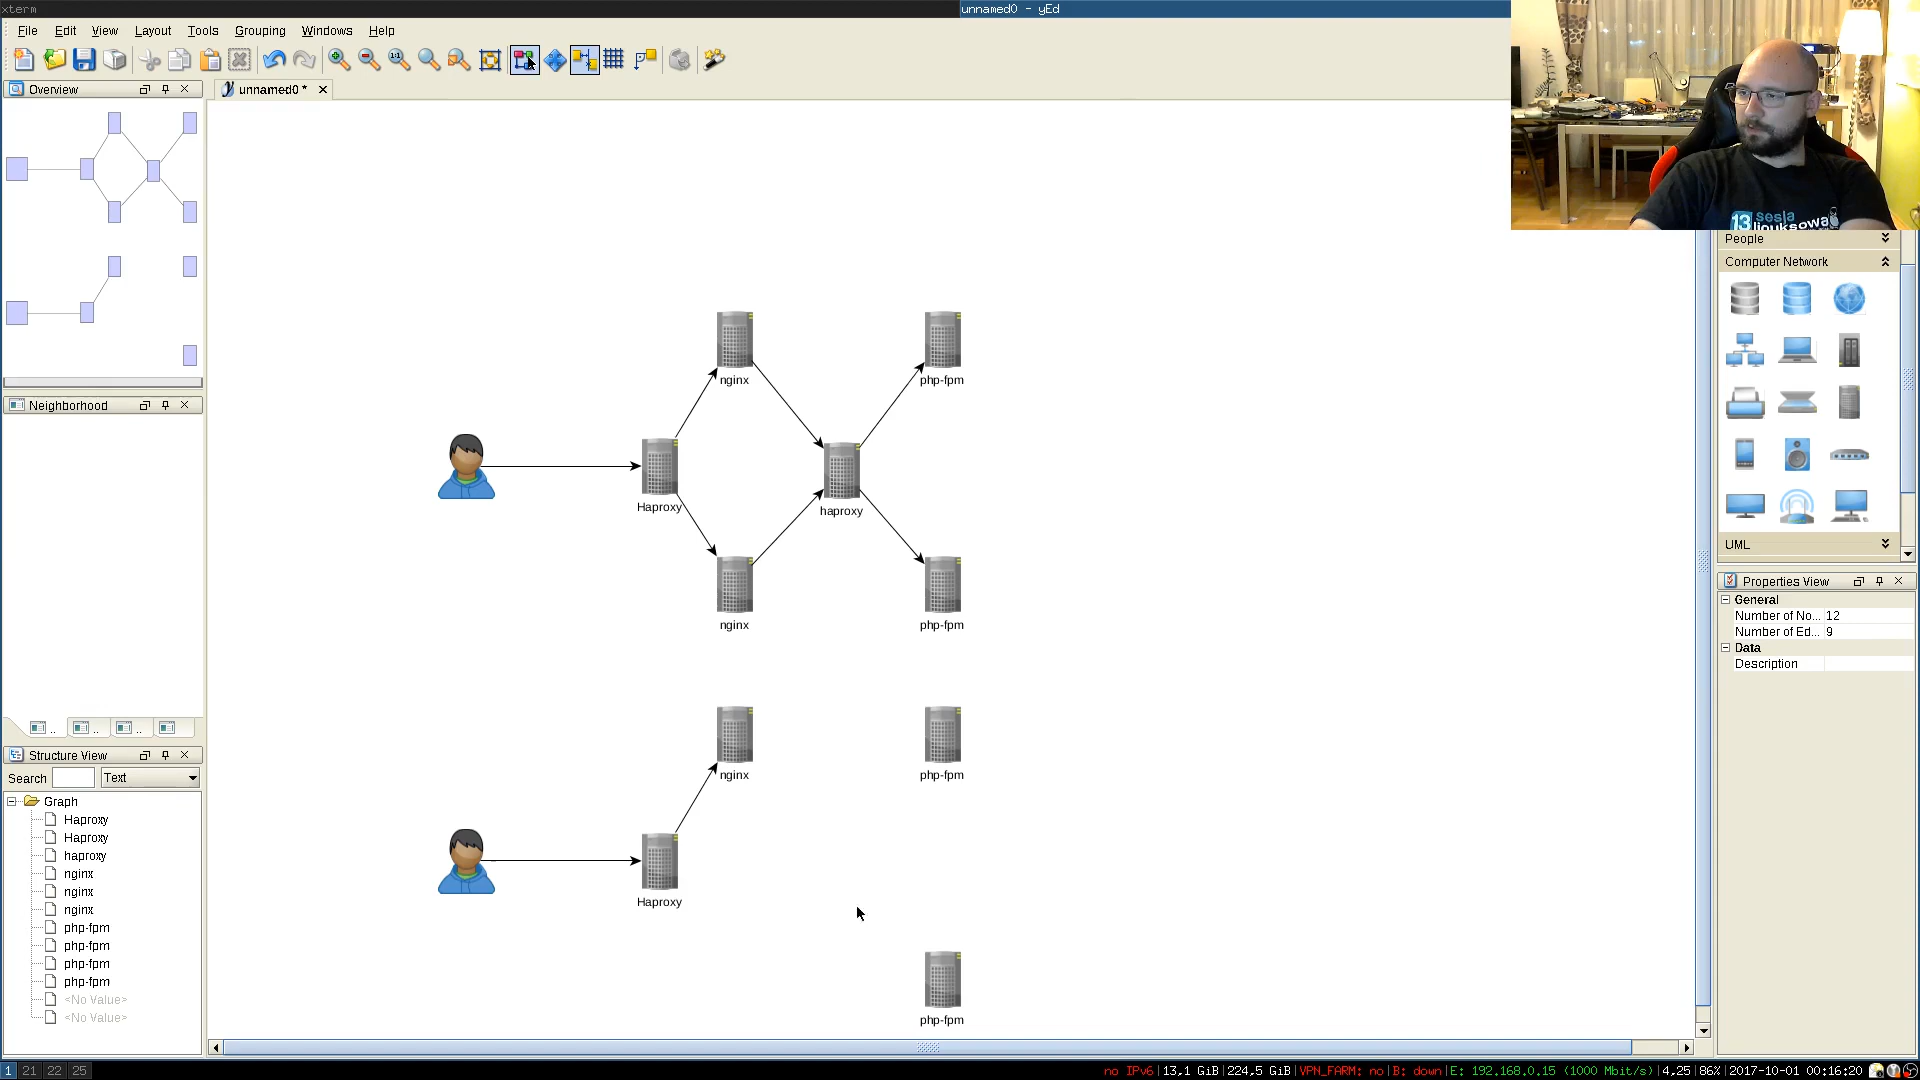 xterm
unnamed0 - yEd
File Edit View Layout Tools Grouping Windows Help
Overview
unnamed0 *
13 sesja
linuksowa
People
Computer Network
nginx
php-fpm
Neighborhood
Haproxy
haproxy
nginx
php-fpm
UML
Properties View
General
Number of No... 12
Number of Ed... 9
Data
Description
Structure View
Search Text
nginx
php-fpm
Graph
Haproxy
Haproxy
haproxy
nginx
nginx
nginx
php-fpm
php-fpm
php-fpm
php-fpm
<No Value>
<No Value>
Haproxy
php-fpm
1 21 22 25
no IPv6|13,1 GiB|224,5 GiB|VPN_FARM: no|B: down|E: 192.168.0.15 (1000 Mbit/s)|4.25|86%|2017-10-01 00:16:20